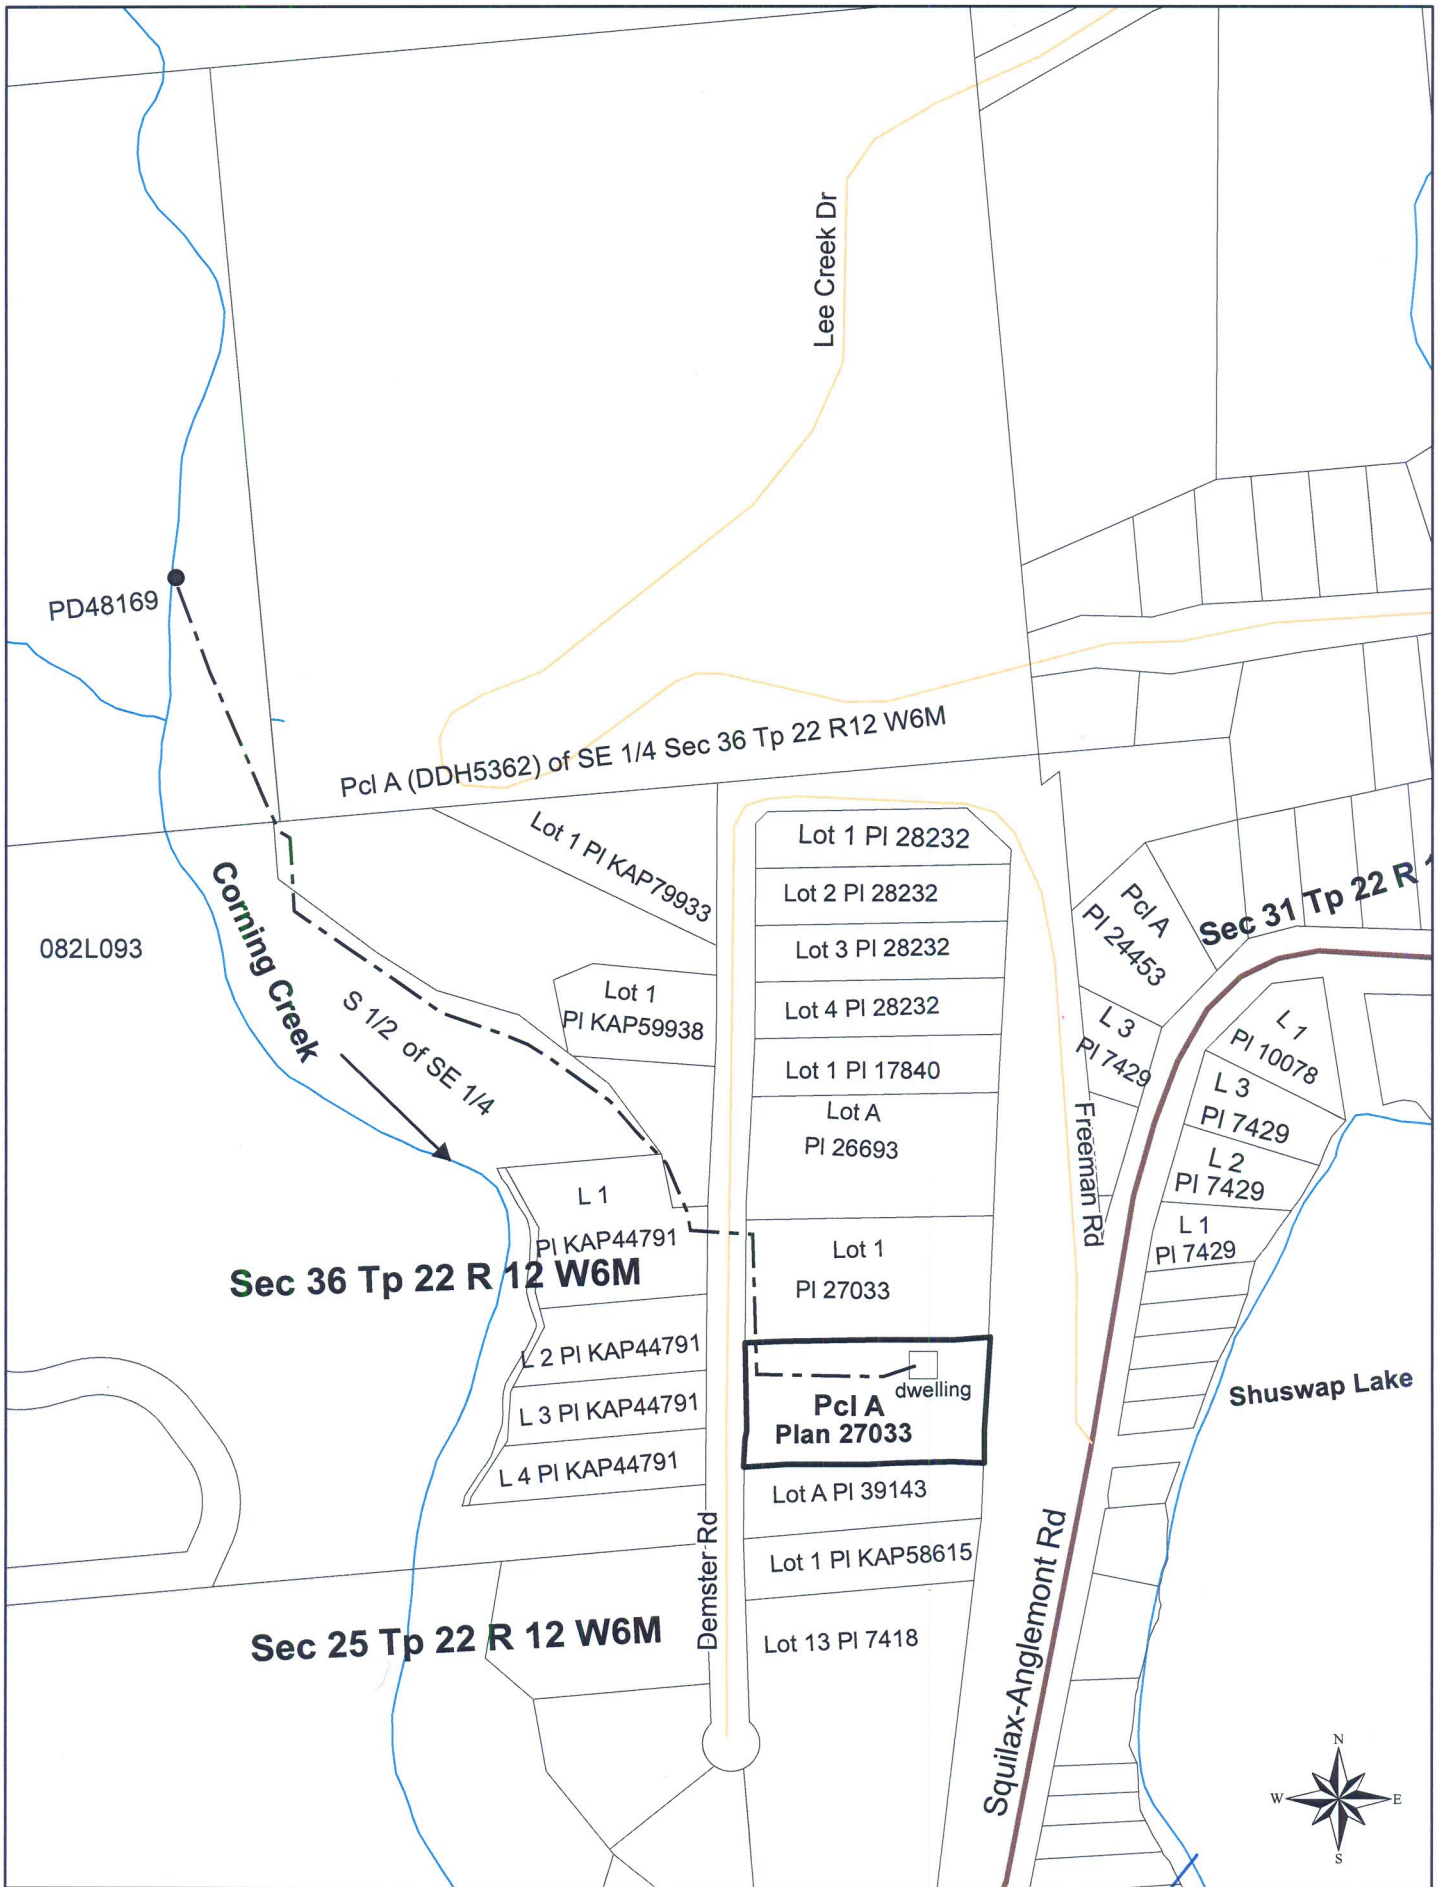 Lee Creek Dr
PD48169
Pcl A (DDH5362) of SE 1/4 Sec 36 Tp 22 R12 W6M
Lot 1 Pl KAP79933
Lot 1 Pl 28232
Lot 2 Pl 28232
Lot 3 Pl 28232
Lot 4 Pl 28232
Lot 1 Pl 17840
Lot A
Pl 26693
Lot 1
Pl 27033
dwelling
Pcl A
Plan 27033
Lot A Pl 39143
Lot 1 Pl KAP58615
Lot 13 Pl 7418
Pcl A
Pl 24453
Sec 31 Tp 22 R
L 3
Pl 7429
L 1
Pl 10078
L 3
Pl 7429
L 2
Pl 7429
L 1
Pl 7429
Freeman Rd
Shuswap Lake
082L093
Corning Creek
S 1/2 of SE 1/4
Lot 1
Pl KAP59938
L 1
Pl KAP44791
Sec 36 Tp 22 R 12 W6M
L 2 Pl KAP44791
L 3 Pl KAP44791
L 4 Pl KAP44791
Demster Rd
Sec 25 Tp 22 R 12 W6M
Squilax-Anglemont Rd
N
W
E
S